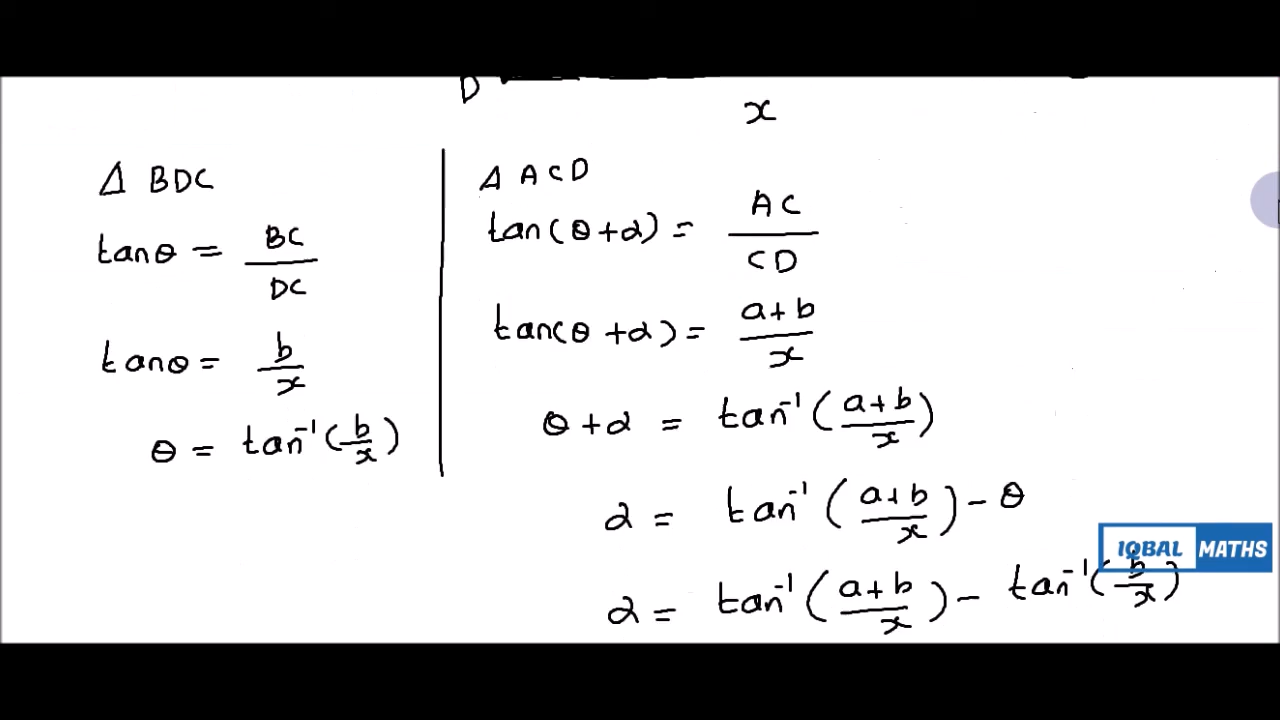 D
x
Δ BDC
tanθ = BC/DC
tanθ = b/x
θ = tan⁻¹(b/x)
Δ ACD
tan(θ+α) = AC/CD
tan(θ+α) = a+b/x
θ+α = tan⁻¹(a+b/x)
α = tan⁻¹(a+b/x) - θ
α = tan⁻¹(a+b/x) - tan⁻¹(b/x)
IQBAL MATHS